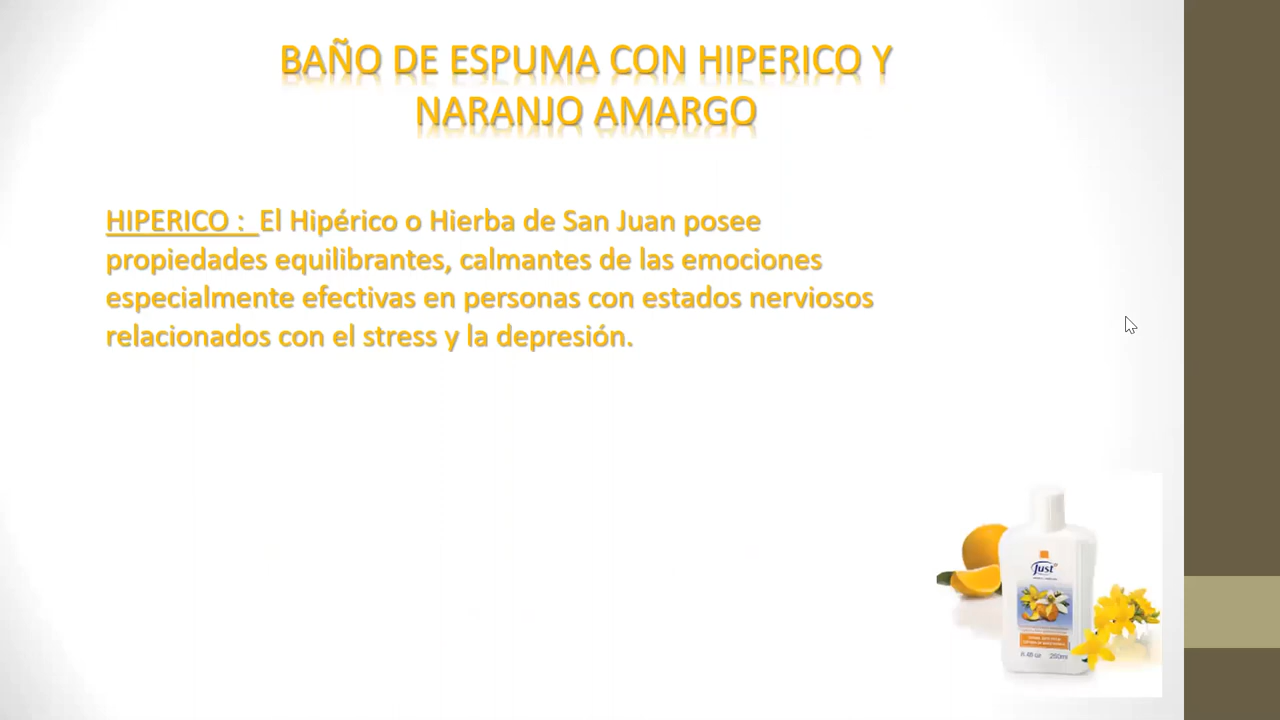 BAÑO DE ESPUMA CON HIPERICO Y
NARANJO AMARGO
HIPERICO : El Hipérico o Hierba de San Juan posee
propiedades equilibrantes, calmantes de las emociones
especialmente efectivas en personas con estados nerviosos
relacionados con el stress y la depresión.
Just